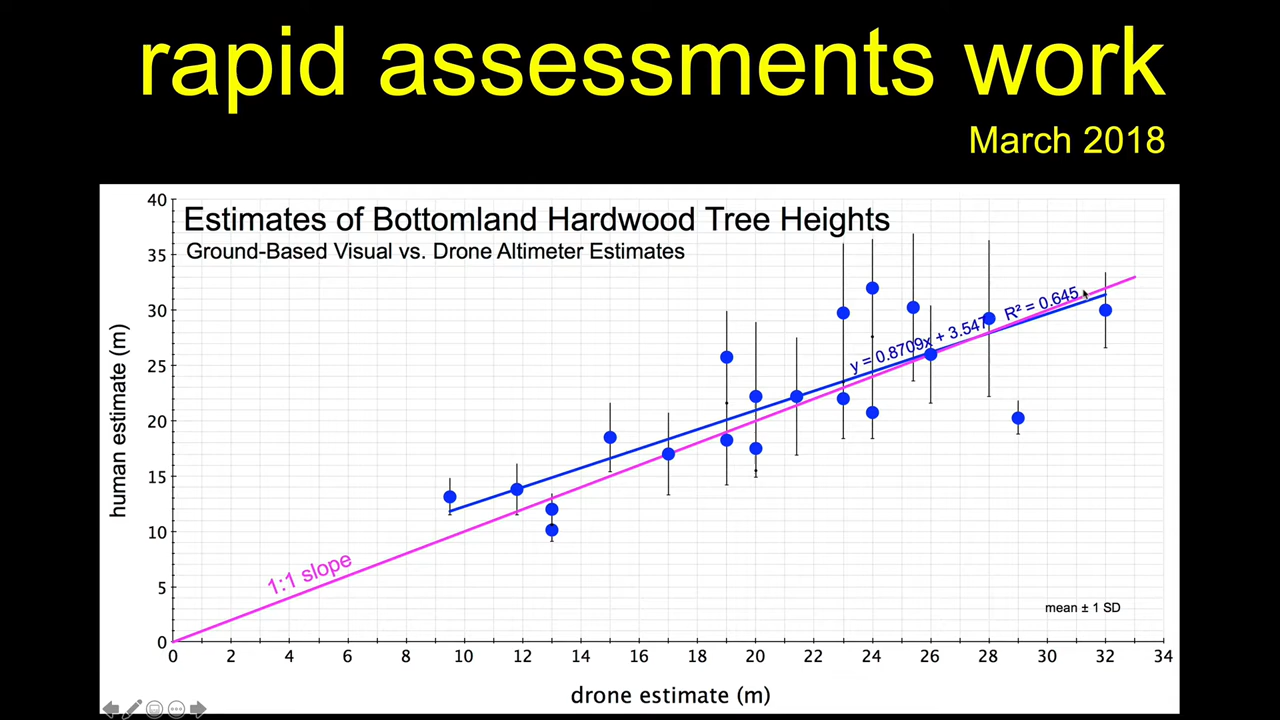 rapid assessments work
March 2018
Estimates of Bottomland Hardwood Tree Heights
Ground-Based Visual vs. Drone Altimeter Estimates
40
35
30
25
20
15
10
5
0
human estimate (m)
y = 0.8709x + 3.547
R² = 0.645
1:1 slope
mean ± 1 SD
0 2 4 6 8 10 12 14 16 18 20 22 24 26 28 30 32 34
drone estimate (m)